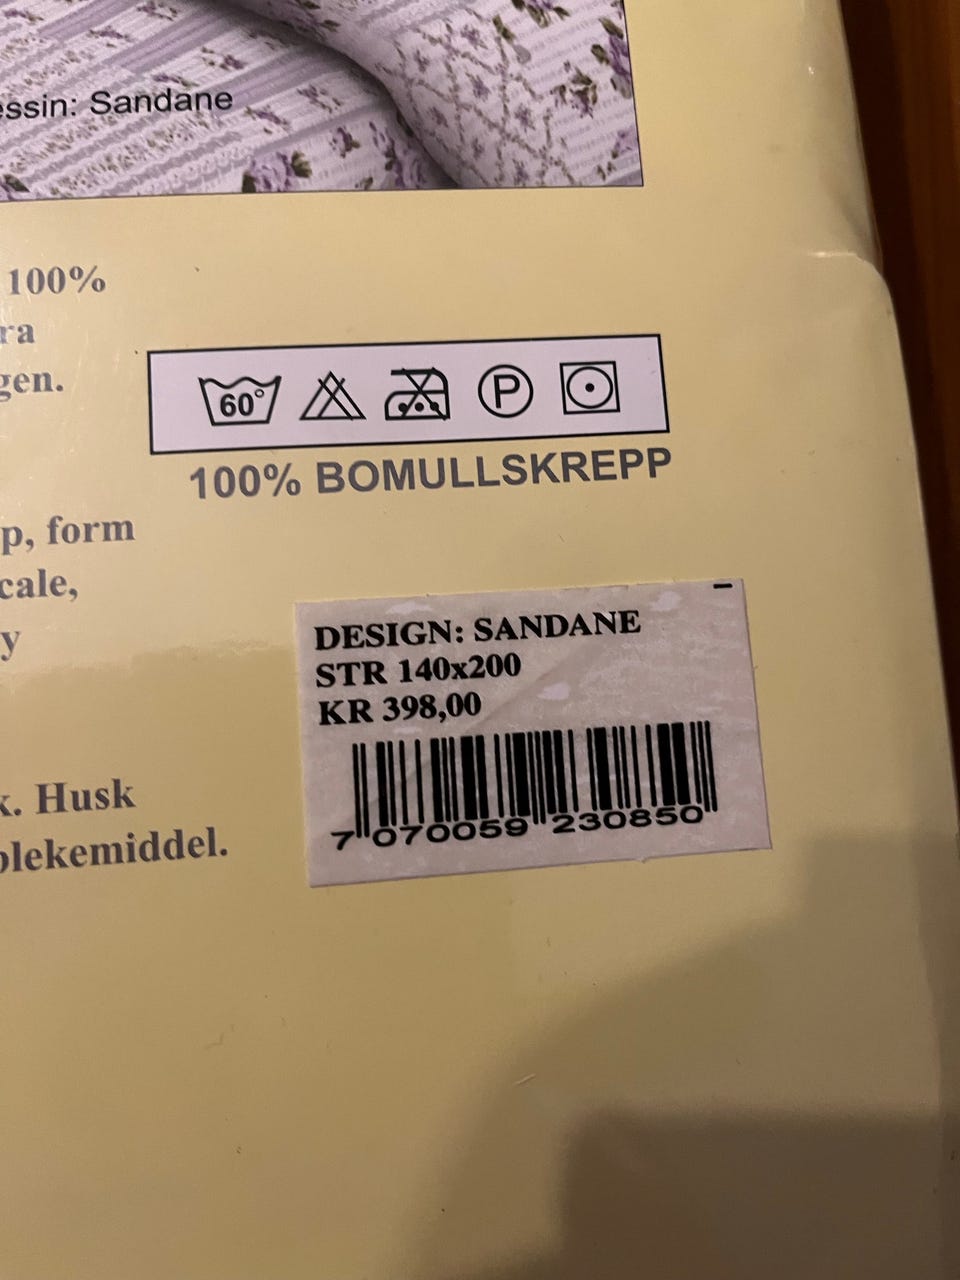 essin: Sandane
100%
ra
gen.
60°
P
100% BOMULLSKREPP
p, form
cale,
y
DESIGN: SANDANE
STR 140x200
KR 398,00
7 070059 230850
k. Husk
blekemiddel.